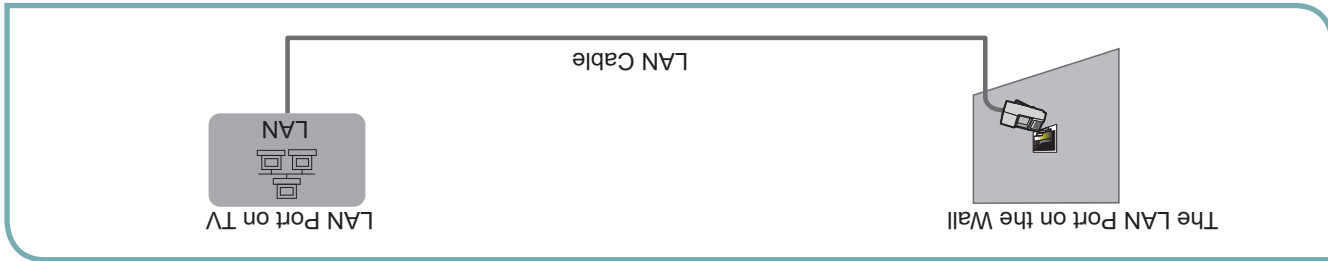 The LAN Port on the Wall
LAN Port on TV
LAN
LAN Cable